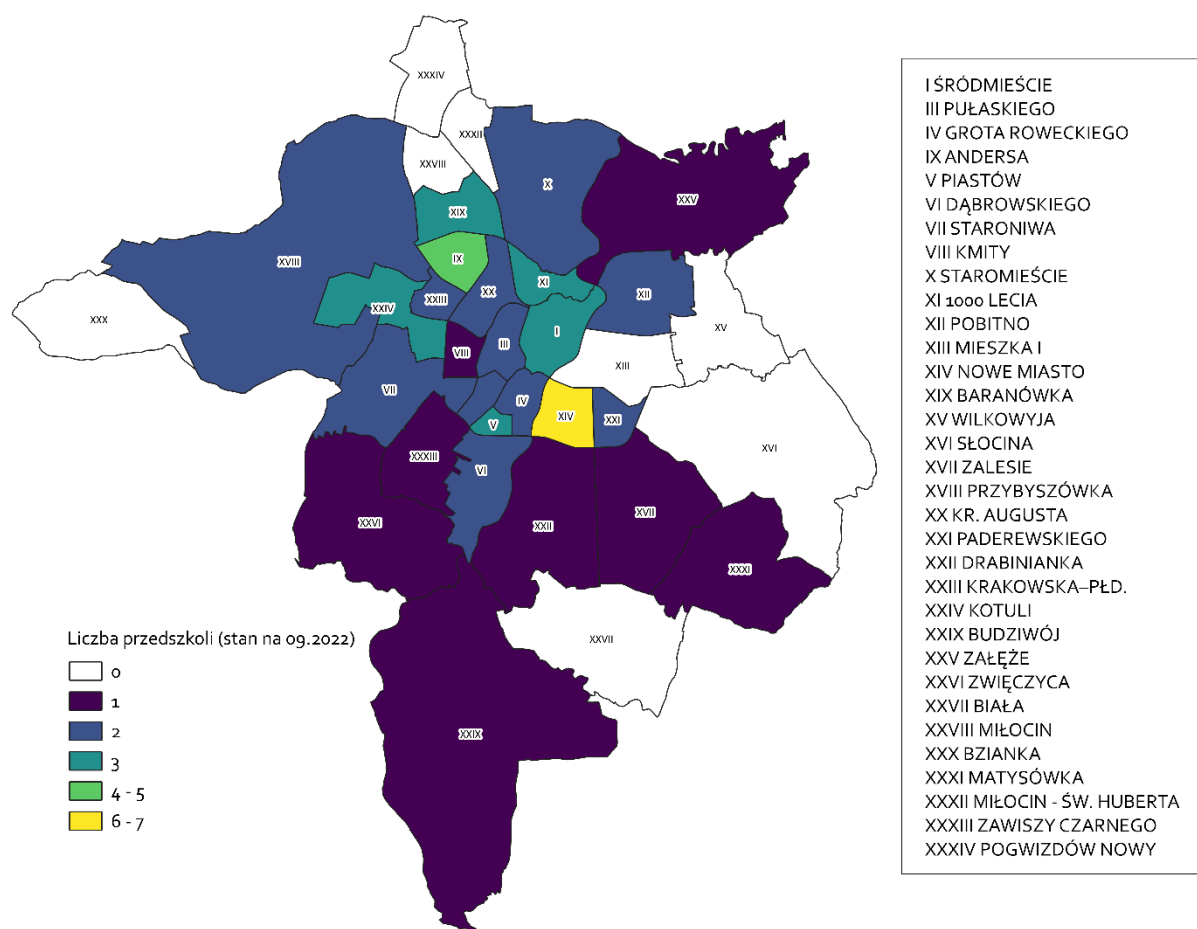 XXXIV
XXXII
XXVIII
X
XXV
XIX
IX
XVIII
XI
XX
XII
XXIII
XXIV
XXX
XV
I
III
VIII
XIII
VII
IV
XIV
XXI
V
XVI
XXXIII
VI
XXVI
XXII
XVII
XXXI
XXVII
XXIX
Liczba przedszkoli (stan na 09.2022)
0
1
2
3
4 - 5
6 - 7
I ŚRÓDMIEŚCIE
III PUŁASKIEGO
IV GROTA ROWECKIEGO
IX ANDERSA
V PIASTÓW
VI DĄBROWSKIEGO
VII STARONIWA
VIII KMITY
X STAROMIEŚCIE
XI 1000 LECIA
XII POBITNO
XIII MIESZKA I
XIV NOWE MIASTO
XIX BARANÓWKA
XV WILKOWYJA
XVI SŁOCINA
XVII ZALESIE
XVIII PRZYBYSZÓWKA
XX KR. AUGUSTA
XXI PADEREWSKIEGO
XXII DRABINIANKA
XXIII KRAKOWSKA–PŁD.
XXIV KOTULI
XXIX BUDZIWÓJ
XXV ZAŁĘŻE
XXVI ZWIĘCZYCA
XXVII BIAŁA
XXVIII MIŁOCIN
XXX BZIANKA
XXXI MATYSÓWKA
XXXII MIŁOCIN - ŚW. HUBERTA
XXXIII ZAWISZY CZARNEGO
XXXIV POGWIZDÓW NOWY